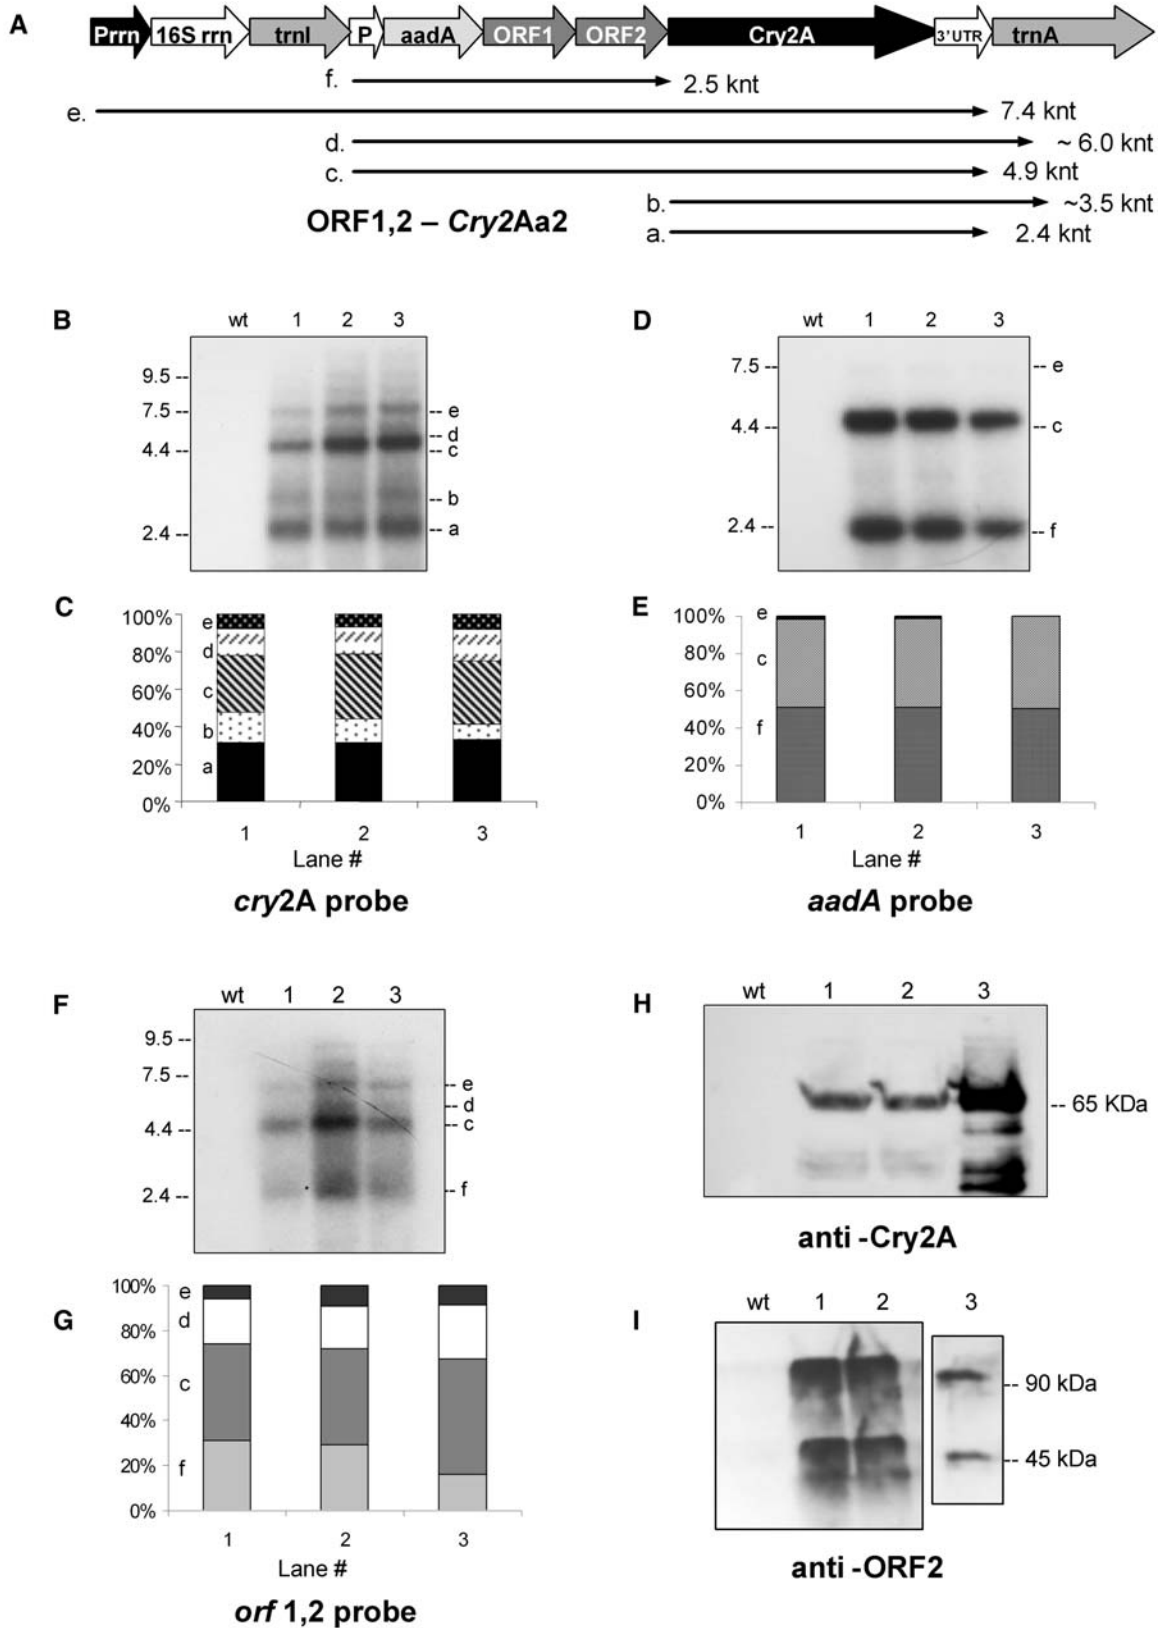 A
Prrn 16S rrn trnI P aadA ORF1 ORF2 Cry2A 3'UTR trnA
f. 2.5 knt
e. 7.4 knt
d. ~ 6.0 knt
c. 4.9 knt
b. ~3.5 knt
ORF1,2 – Cry2Aa2
a. 2.4 knt
B
wt 1 2 3
9.5 --
7.5 -- -- e
-- d
4.4 -- -- c
-- b
2.4 -- -- a
D
wt 1 2 3
7.5 -- -- e
4.4 -- -- c
2.4 -- -- f
C
100% e
80% d
60% c
40% b
20% a
0%
1 2 3
Lane #
cry2A probe
E
100% e
80% c
60%
40% f
20%
0%
1 2 3
Lane #
aadA probe
F
wt 1 2 3
9.5 --
7.5 -- -- e
-- d
4.4 -- -- c
2.4 -- -- f
H
wt 1 2 3
-- 65 KDa
anti -Cry2A
G
100% e
80% d
60% c
40%
20% f
0%
1 2 3
Lane #
orf 1,2 probe
I
wt 1 2 3
-- 90 kDa
-- 45 kDa
anti -ORF2